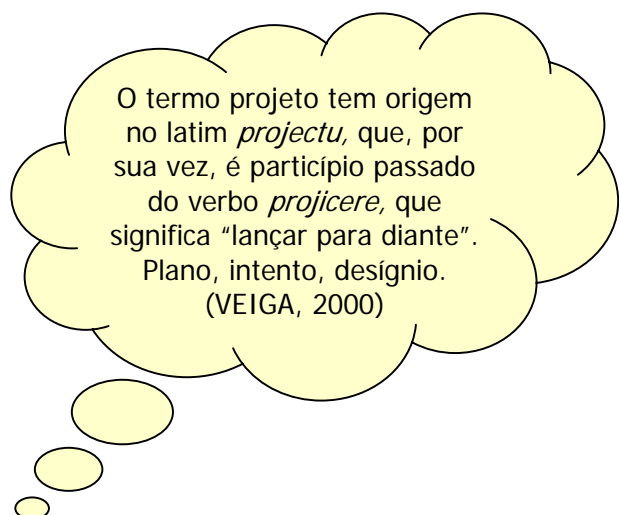 O termo projeto tem origem
no latim projectu, que, por
sua vez, é particípio passado
do verbo projicere, que
significa “lançar para diante”.
Plano, intento, desígnio.
(VEIGA, 2000)